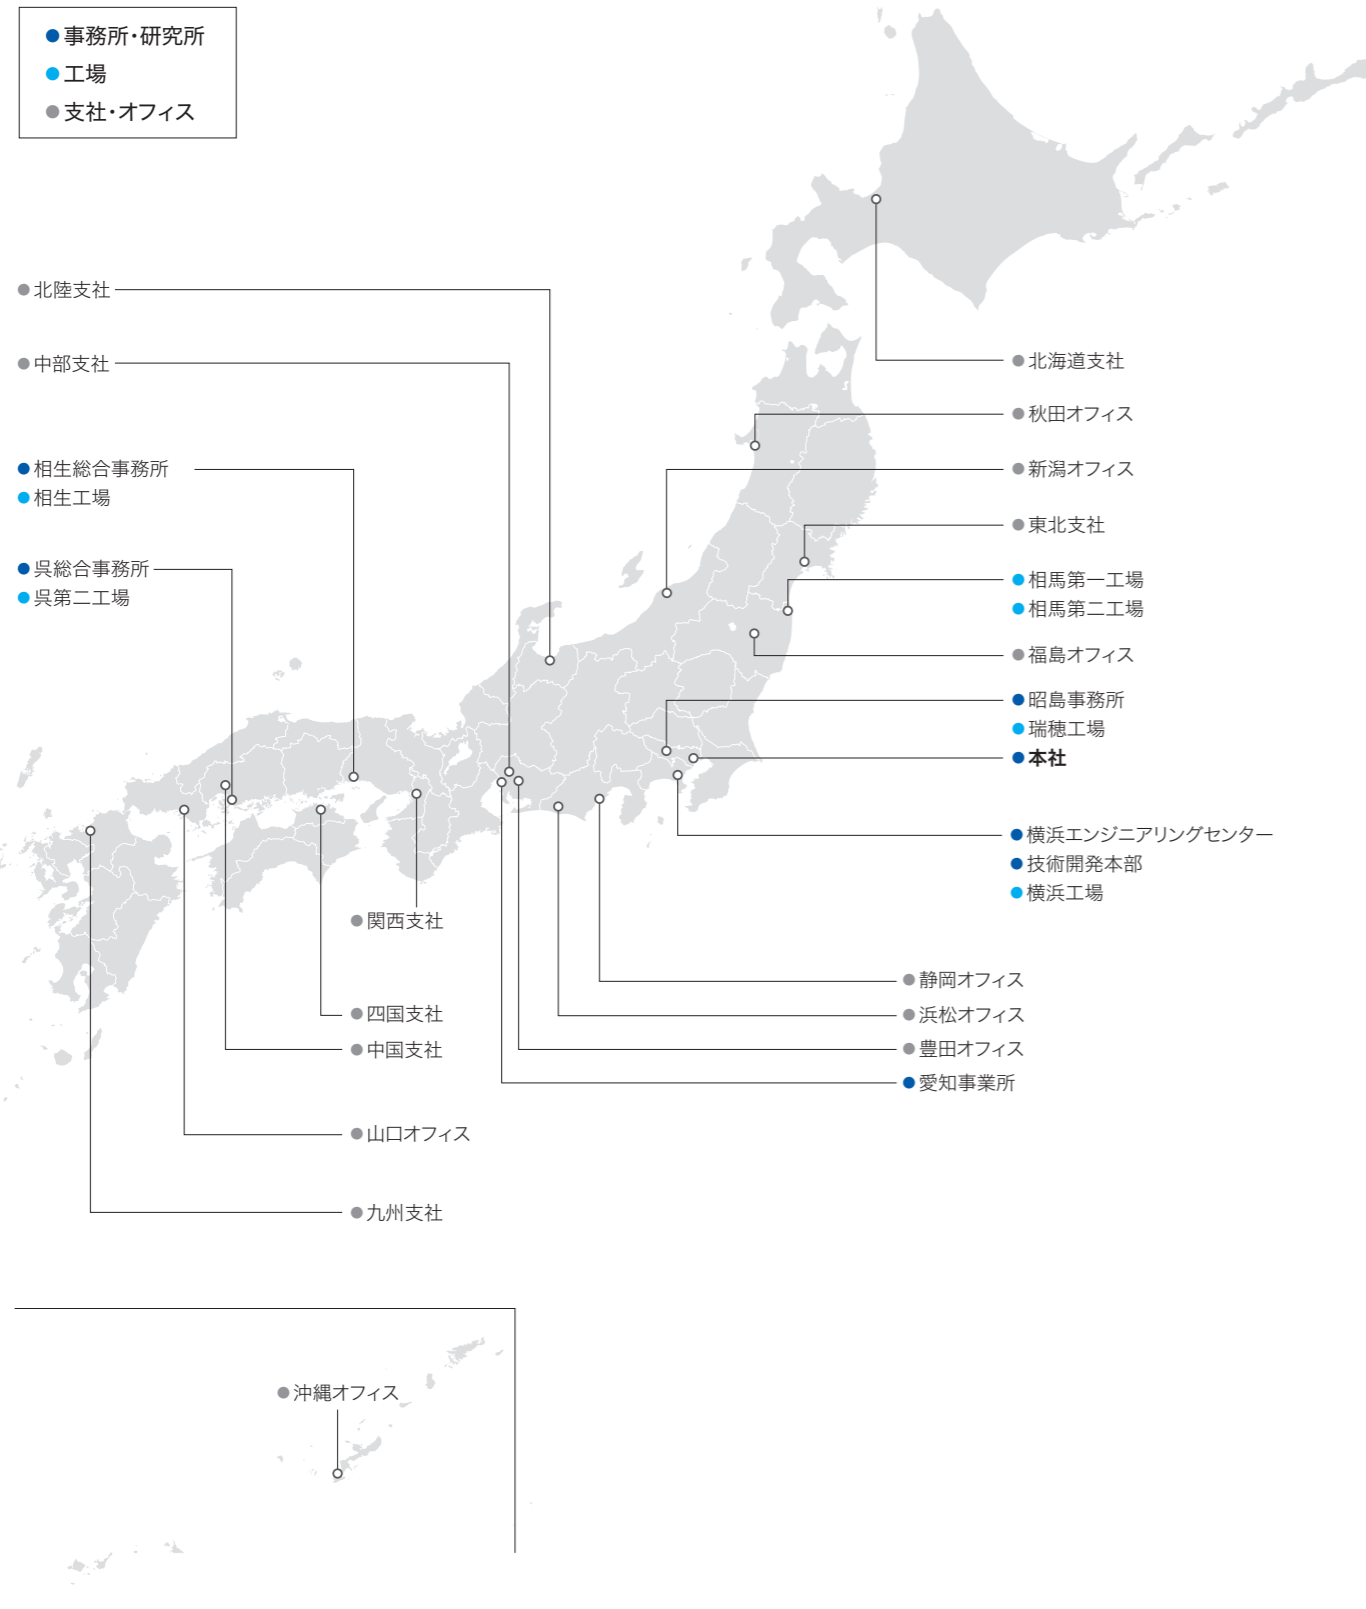 事務所・研究所
工場
支社・オフィス
北陸支社
中部支社
相生総合事務所
相生工場
呉総合事務所
呉第二工場
北海道支社
秋田オフィス
新潟オフィス
東北支社
相馬第一工場
相馬第二工場
福島オフィス
昭島事務所
瑞穂工場
本社
横浜エンジニアリングセンター
技術開発本部
横浜工場
関西支社
四国支社
中国支社
山口オフィス
九州支社
静岡オフィス
浜松オフィス
豊田オフィス
愛知事業所
沖縄オフィス